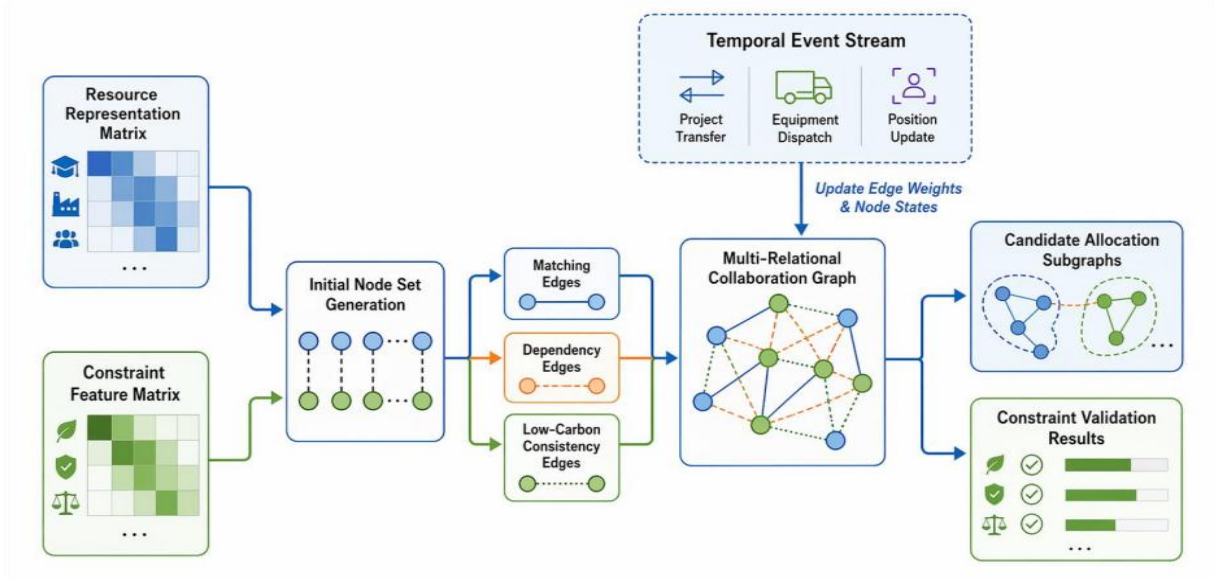 Temporal Event Stream
Project
Transfer
Equipment
Dispatch
Position
Update
Resource
Representation
Matrix
...
Update Edge Weights
& Node States
Constraint
Feature Matrix
...
Initial Node Set
Generation
Matching
Edges
Dependency
Edges
Low-Carbon
Consistency
Edges
Multi-Relational
Collaboration Graph
Candidate Allocation
Subgraphs
...
Constraint Validation
Results
...